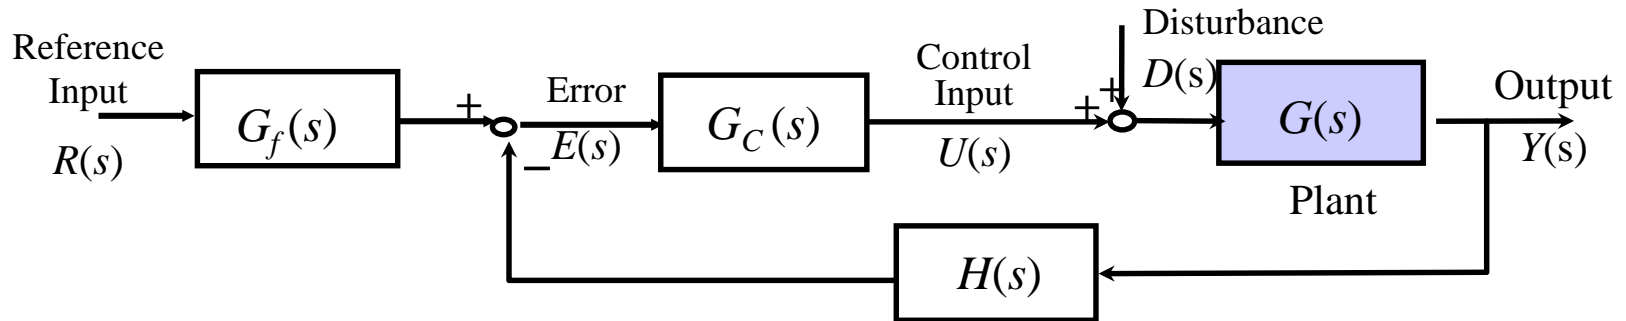 Reference
Input
R(s)
G_f(s)
+
−
Error
E(s)
G_C(s)
Control
Input
U(s)
+
+
Disturbance
D(s)
G(s)
Plant
Output
Y(s)
H(s)